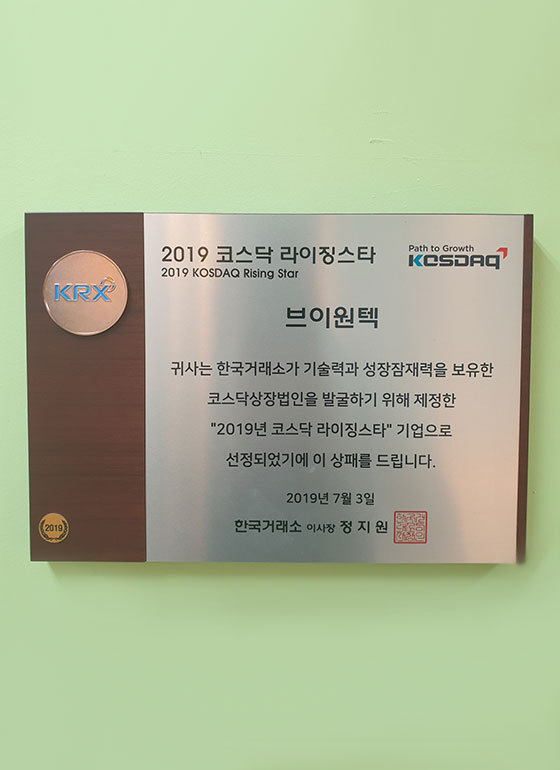 2019 코스닥 라이징스타
2019 KOSDAQ Rising Star
Path to Growth
KOSDAQ
KRX
브이원텍
귀사는 한국거래소가 기술력과 성장잠재력을 보유한
코스닥상장법인을 발굴하기 위해 제정한
"2019년 코스닥 라이징스타" 기업으로
선정되었기에 이 상패를 드립니다.
2019년 7월 3일
한국거래소 이사장 정지원
2019